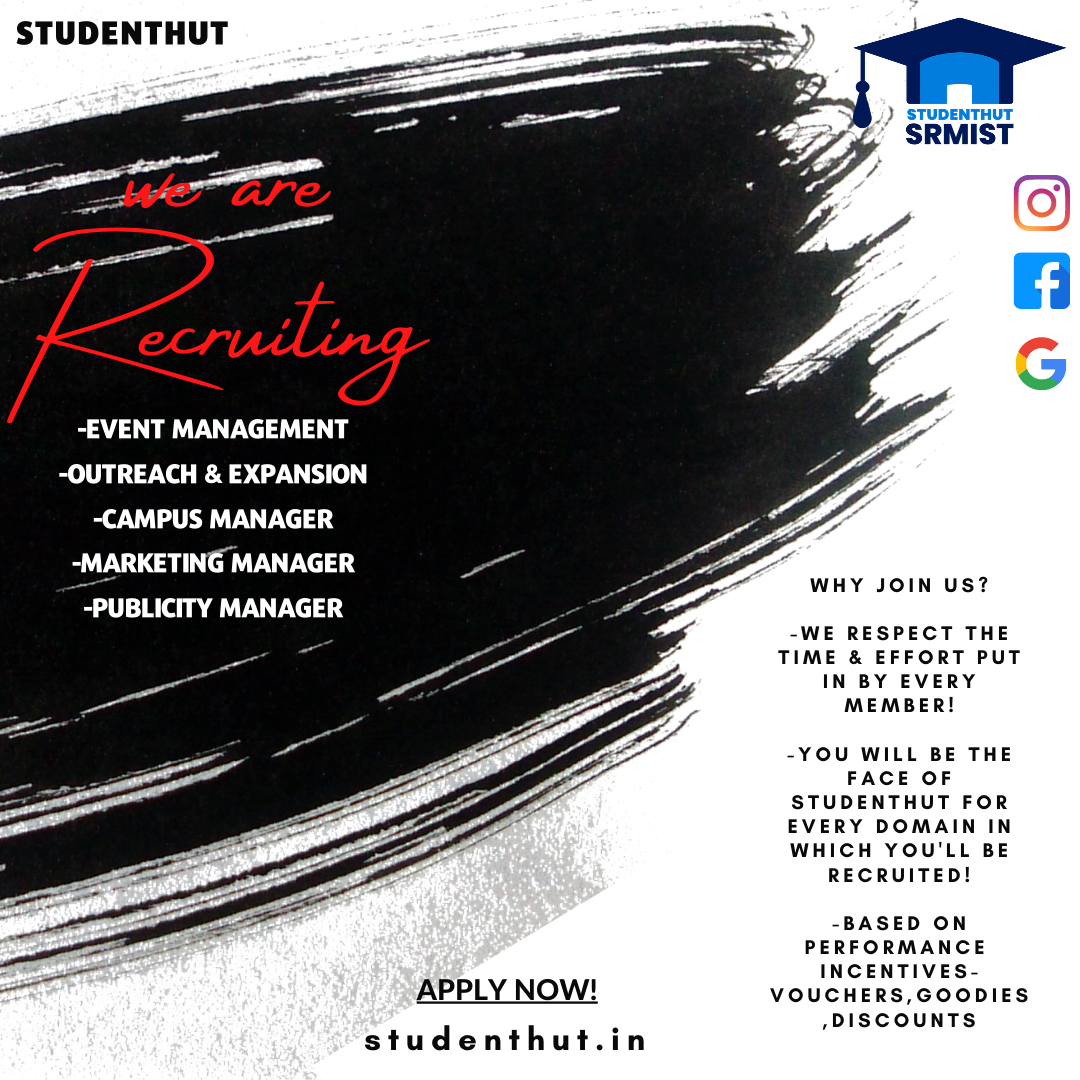 STUDENTHUT
STUDENTHUT
SRMIST
we are
Recruiting
-EVENT MANAGEMENT
-OUTREACH & EXPANSION
-CAMPUS MANAGER
-MARKETING MANAGER
-PUBLICITY MANAGER
WHY JOIN US?
-WE RESPECT THE
TIME & EFFORT PUT
IN BY EVERY
MEMBER!
-YOU WILL BE THE
FACE OF
STUDENTHUT FOR
EVERY DOMAIN IN
WHICH YOU'LL BE
RECRUITED!
-BASED ON
PERFORMANCE
INCENTIVES-
VOUCHERS,GOODIES
,DISCOUNTS
APPLY NOW!
studenthut.in